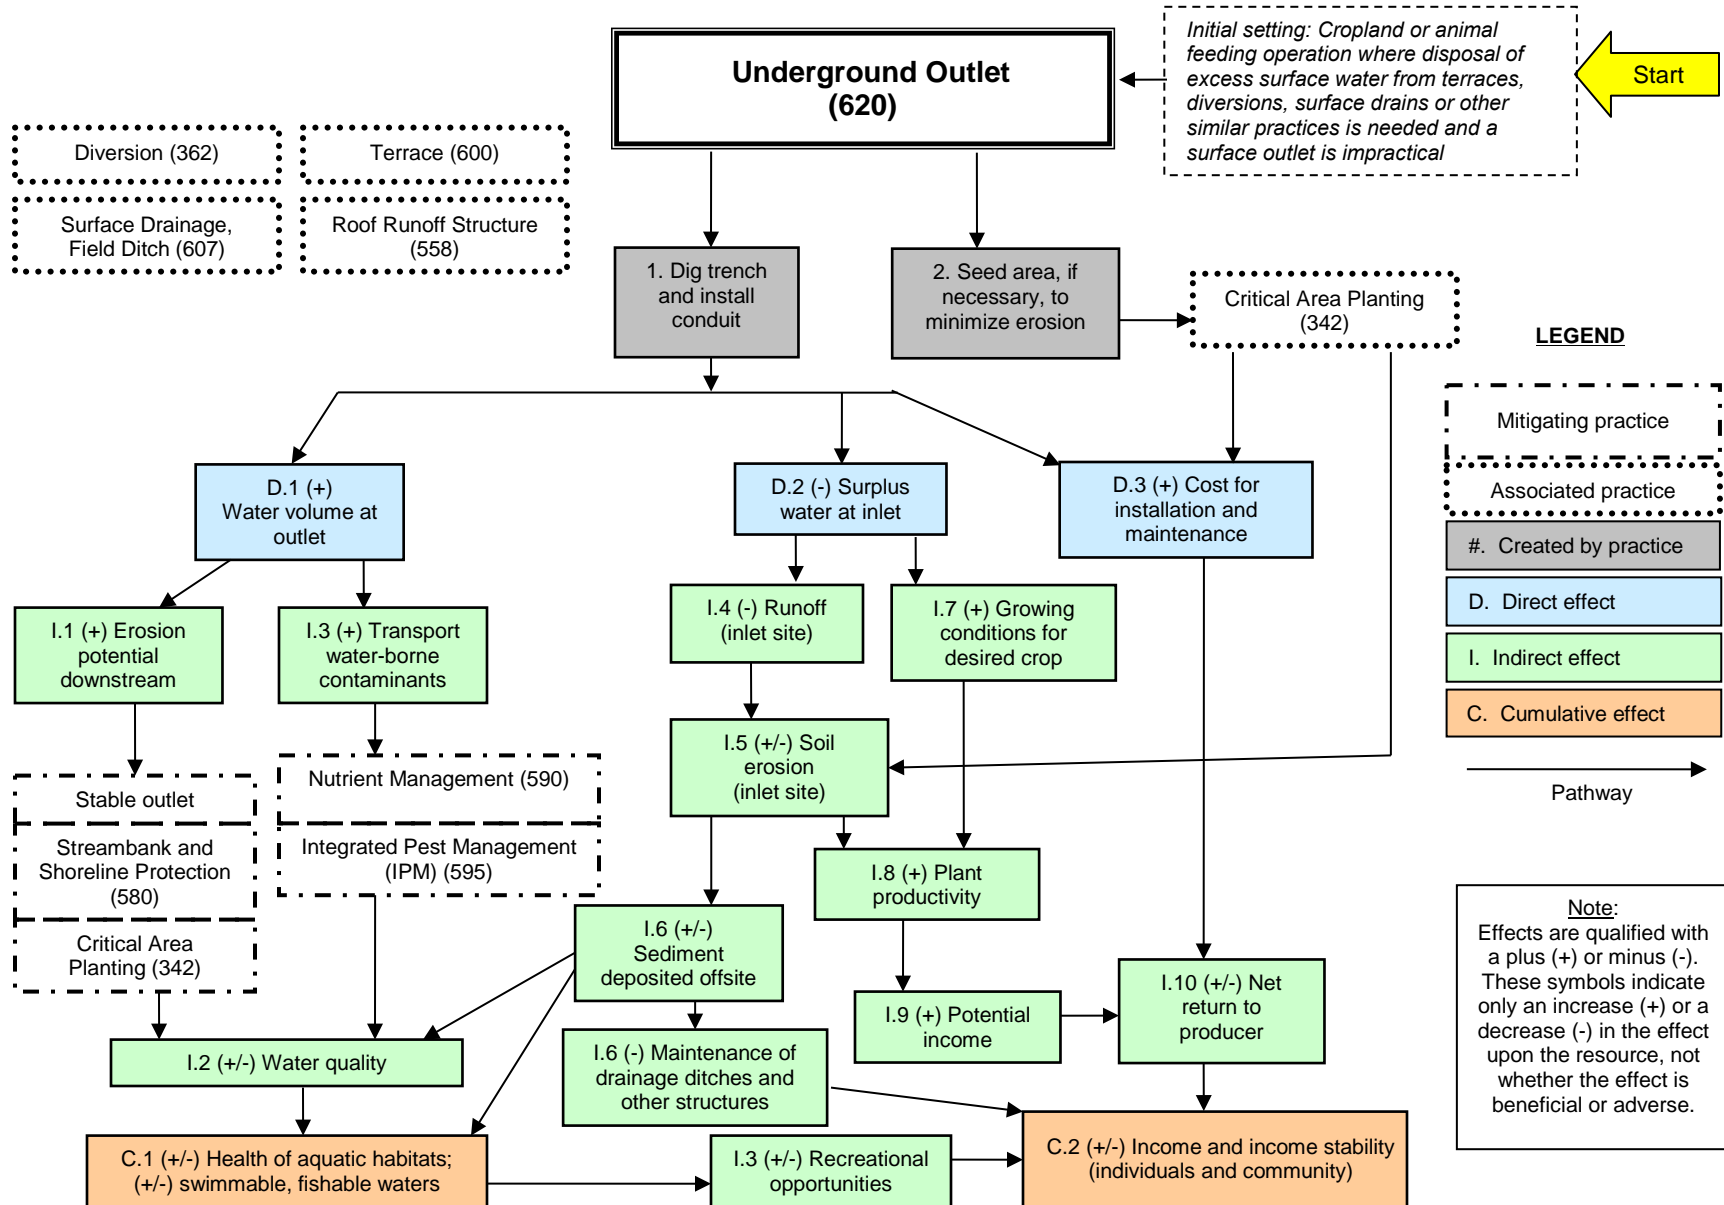 Underground Outlet
(620)
Initial setting: Cropland or animal
feeding operation where disposal of
excess surface water from terraces,
diversions, surface drains or other
similar practices is needed and a
surface outlet is impractical
Start
Diversion (362)
Terrace (600)
Surface Drainage,
Field Ditch (607)
Roof Runoff Structure
(558)
1. Dig trench
and install
conduit
2. Seed area, if
necessary, to
minimize erosion
Critical Area Planting
(342)
LEGEND
Mitigating practice
Associated practice
#. Created by practice
D. Direct effect
I. Indirect effect
C. Cumulative effect
Pathway
D.1 (+)
Water volume at
outlet
D.2 (-) Surplus
water at inlet
D.3 (+) Cost for
installation and
maintenance
I.1 (+) Erosion
potential
downstream
I.3 (+) Transport
water-borne
contaminants
I.4 (-) Runoff
(inlet site)
I.7 (+) Growing
conditions for
desired crop
I.5 (+/-) Soil
erosion
(inlet site)
Stable outlet
Streambank and
Shoreline Protection
(580)
Critical Area
Planting (342)
Nutrient Management (590)
Integrated Pest Management
(IPM) (595)
I.8 (+) Plant
productivity
I.6 (+/-)
Sediment
deposited offsite
I.9 (+) Potential
income
I.10 (+/-) Net
return to
producer
I.2 (+/-) Water quality
I.6 (-) Maintenance of
drainage ditches and
other structures
C.1 (+/-) Health of aquatic habitats;
(+/-) swimmable, fishable waters
I.3 (+/-) Recreational
opportunities
C.2 (+/-) Income and income stability
(individuals and community)
Note:
Effects are qualified with
a plus (+) or minus (-).
These symbols indicate
only an increase (+) or a
decrease (-) in the effect
upon the resource, not
whether the effect is
beneficial or adverse.